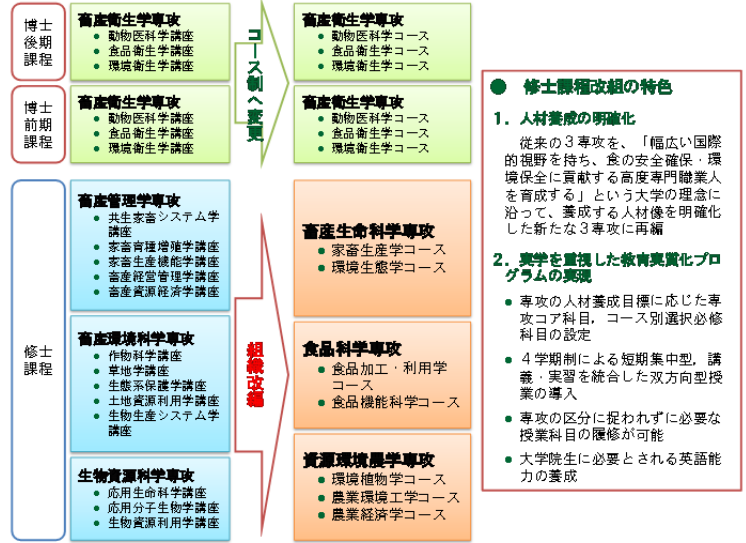 博士
後期
課程
畜産衛生学専攻
● 動物医科学講座
● 食品衛生学講座
● 環境衛生学講座
コース制へ変更
畜産衛生学専攻
● 動物医科学コース
● 食品衛生学コース
● 環境衛生学コース
博士
前期
課程
畜産衛生学専攻
● 動物医科学講座
● 食品衛生学講座
● 環境衛生学講座
畜産衛生学専攻
● 動物医科学コース
● 食品衛生学コース
● 環境衛生学コース
修士
課程
畜産管理学専攻
● 共生家畜システム学
講座
● 家畜育種増殖学講座
● 家畜生産機能学講座
● 畜産経営管理学講座
● 畜産資源経済学講座
畜産環境科学専攻
● 作物科学講座
● 草地学講座
● 生態系保護学講座
● 土地資源利用学講座
● 生物生産システム学
講座
生物資源科学専攻
● 応用生命科学講座
● 応用分子生物学講座
● 生物資源利用学講座
組織改編
畜産生命科学専攻
● 家畜生産学コース
● 環境生態学コース
食品科学専攻
● 食品加工・利用学
コース
● 食品機能科学コース
資源環境農学専攻
● 環境植物学コース
● 農業環境工学コース
● 農業経済学コース
● 修士課程改組の特色
1．人材養成の明確化
従来の3専攻を、「幅広い国際
的視野を持ち、食の安全確保・環
境保全に貢献する高度専門職業人
を育成する」という大学の理念に
沿って、養成する人材像を明確化
した新たな3専攻に再編
2．実学を重視した教育実質化プロ
グラムの実現
● 専攻の人材養成目標に応じた専
攻コア科目，コース別選択必修
科目の設定
● 4学期制による短期集中型，講
義・実習を統合した双方向型授
業の導入
● 専攻の区分に捉われずに必要な
授業科目の履修が可能
● 大学院生に必要とされる英語能
力の養成